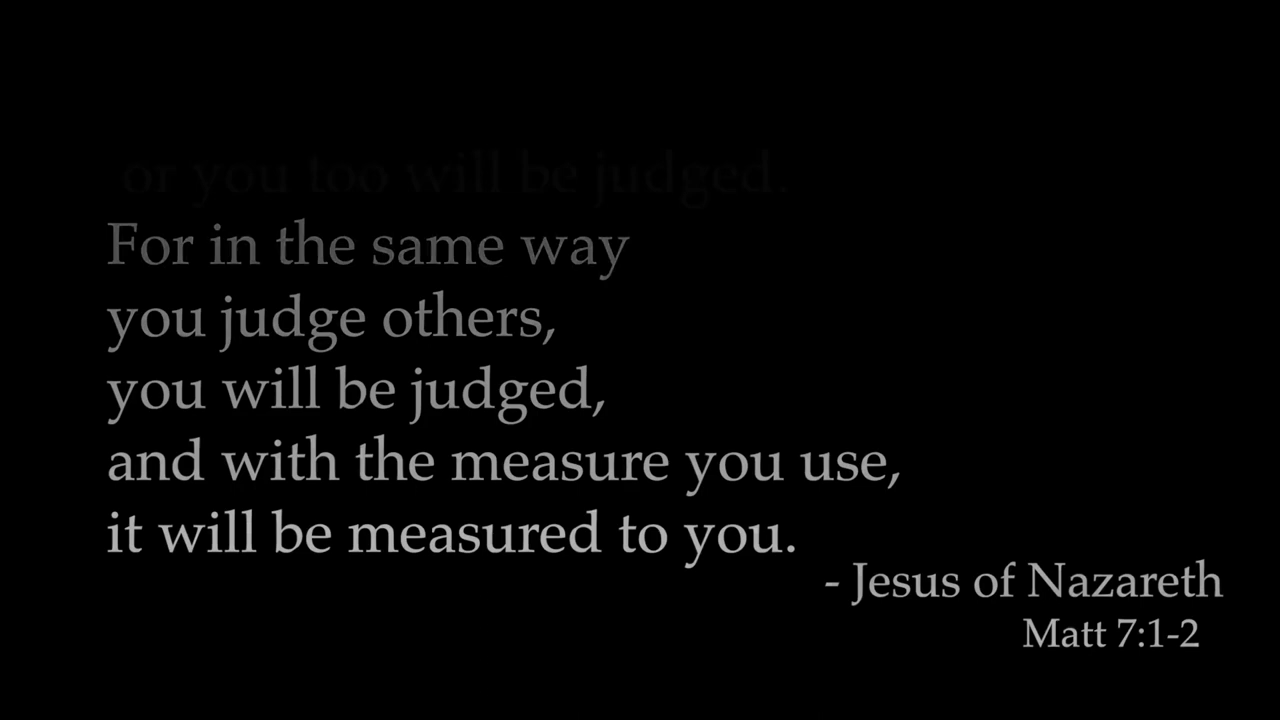 or you too will be judged.
For in the same way
you judge others,
you will be judged,
and with the measure you use,
it will be measured to you.
- Jesus of Nazareth
Matt 7:1-2